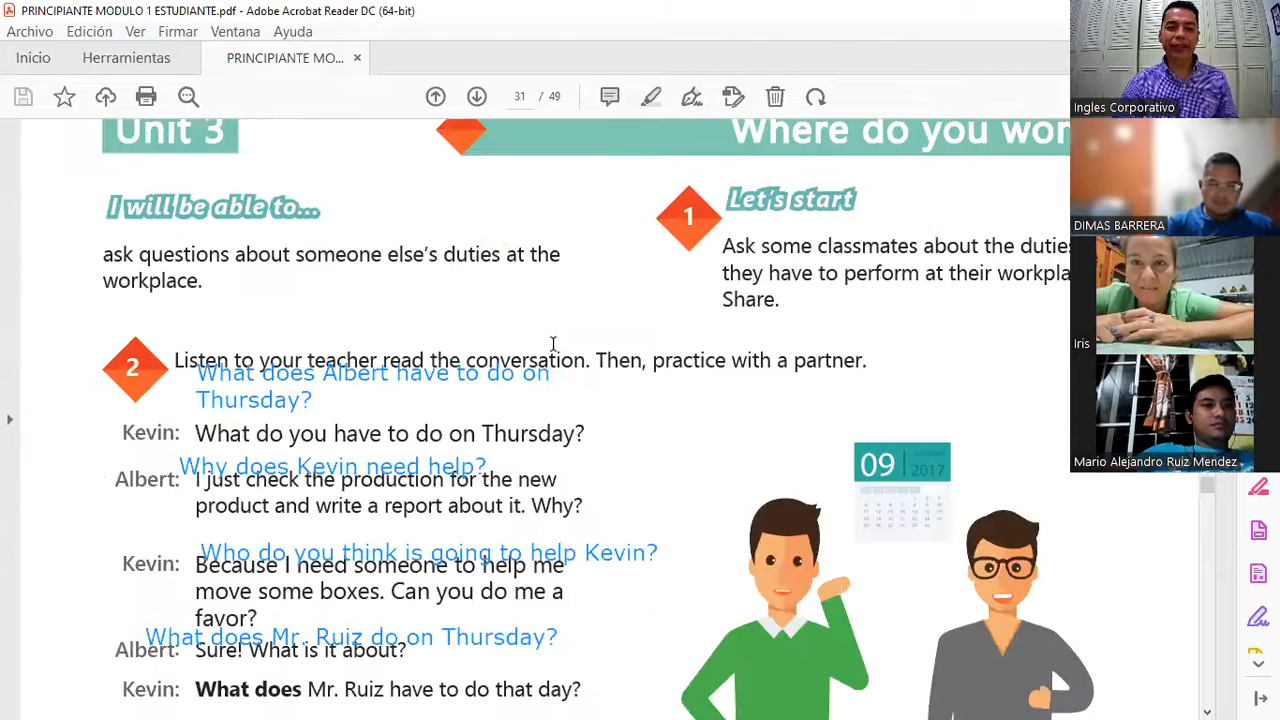 PRINCIPIANTE MODULO 1 ESTUDIANTE.pdf - Adobe Acrobat Reader DC (64-bit)
Archivo Edición Ver Firmar Ventana Ayuda
Inicio Herramientas PRINCIPIANTE MO... ×
31 / 49
Unit 3
Where do you wor
I will be able to...
ask questions about someone else's duties at the
workplace.
1
Let's start
Ask some classmates about the duties
they have to perform at their workpla
Share.
2
Listen to your teacher read the conversation. Then, practice with a partner.
What does Albert have to do on
Thursday?
Kevin: What do you have to do on Thursday?
Why does Kevin need help?
Albert: I just check the production for the new
product and write a report about it. Why?
Who do you think is going to help Kevin?
Kevin: Because I need someone to help me
move some boxes. Can you do me a
favor?
What does Mr. Ruiz do on Thursday?
Albert: Sure! What is it about?
Kevin: What does Mr. Ruiz have to do that day?
09 2017
Ingles Corporativo
DIMAS BARRERA
Iris
Mario Alejandro Ruiz Mendez